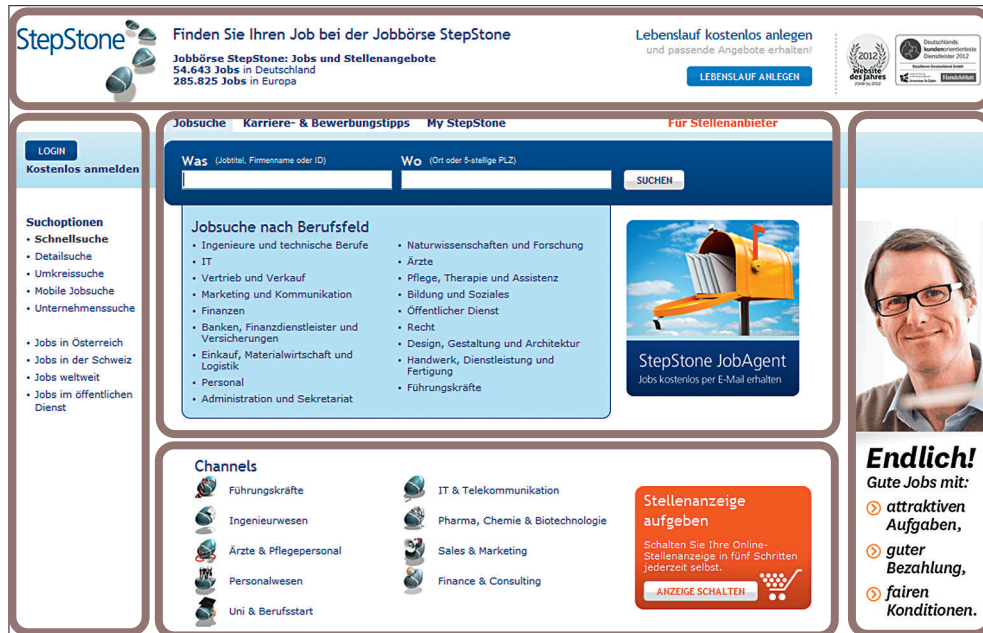 StepStone
Finden Sie Ihren Job bei der Jobbörse StepStone
Jobbörse StepStone: Jobs und Stellenangebote
54.643 Jobs in Deutschland
285.825 Jobs in Europa
Lebenslauf kostenlos anlegen
und passende Angebote erhalten!
LEBENSLAUF ANLEGEN
2012
Website
des Jahres
2009 bis 2012
Deutschlands
kundenorientierteste
Dienstleister 2012
StepStone Deutschland GmbH
Handelsblatt
LOGIN
Kostenlos anmelden
Suchoptionen
• Schnellsuche
• Detailsuche
• Umkreissuche
• Mobile Jobsuche
• Unternehmenssuche
• Jobs in Österreich
• Jobs in der Schweiz
• Jobs weltweit
• Jobs im öffentlichen
Dienst
Jobsuche Karriere- & Bewerbungstipps My StepStone Für Stellenanbieter
Was (Jobtitel, Firmenname oder ID)
Wo (Ort oder 5-stellige PLZ)
SUCHEN
Jobsuche nach Berufsfeld
• Ingenieure und technische Berufe
• IT
• Vertrieb und Verkauf
• Marketing und Kommunikation
• Finanzen
• Banken, Finanzdienstleister und
Versicherungen
• Einkauf, Materialwirtschaft und
Logistik
• Personal
• Administration und Sekretariat
• Naturwissenschaften und Forschung
• Ärzte
• Pflege, Therapie und Assistenz
• Bildung und Soziales
• Öffentlicher Dienst
• Recht
• Design, Gestaltung und Architektur
• Handwerk, Dienstleistung und
Fertigung
• Führungskräfte
StepStone JobAgent
Jobs kostenlos per E-Mail erhalten
Channels
Führungskräfte
Ingenieurwesen
Ärzte & Pflegepersonal
Personalwesen
Uni & Berufsstart
IT & Telekommunikation
Pharma, Chemie & Biotechnologie
Sales & Marketing
Finance & Consulting
Stellenanzeige
aufgeben
Schalten Sie Ihre Online-
Stellenanzeige in fünf Schritten
jederzeit selbst.
ANZEIGE SCHALTEN
Endlich!
Gute Jobs mit:
attraktiven
Aufgaben,
guter
Bezahlung,
fairen
Konditionen.